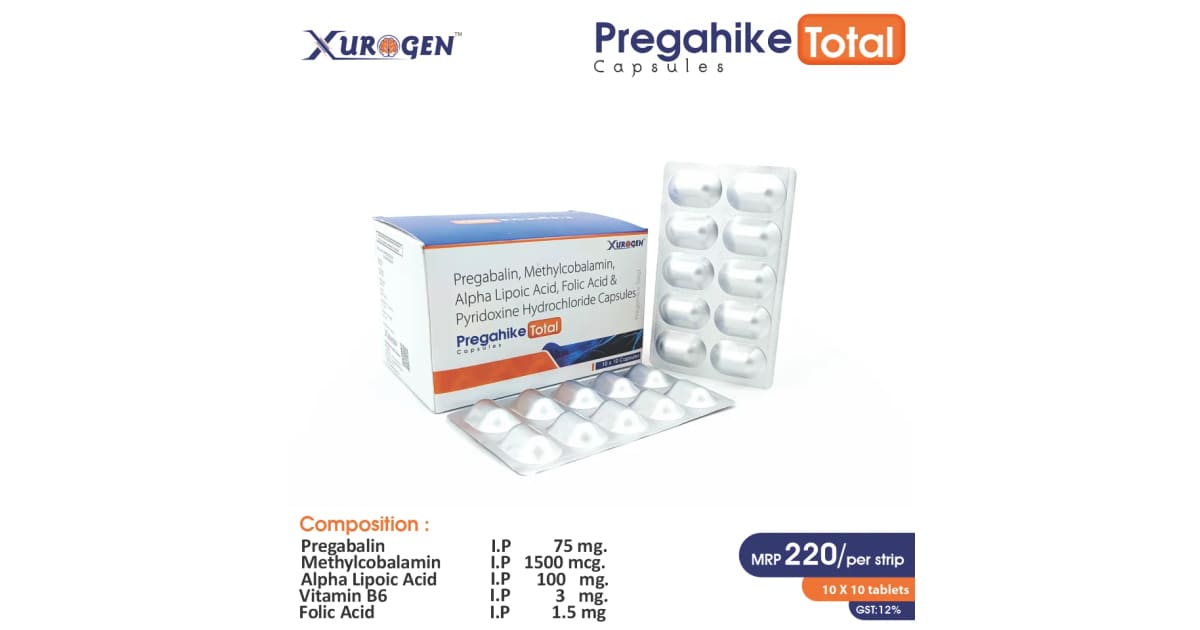 XUROGEN™
Pregahike Total
Capsules
XUROGEN
Pregabalin, Methylcobalamin,
Alpha Lipoic Acid, Folic Acid &
Pyridoxine Hydrochloride Capsules
Pregahike Total
Capsules
10 x 10 Capsules
Composition :
Pregabalin I.P 75 mg.
Methylcobalamin I.P 1500 mcg.
Alpha Lipoic Acid I.P 100 mg.
Vitamin B6 I.P 3 mg.
Folic Acid I.P 1.5 mg
MRP 220/per strip
10 X 10 tablets
GST:12%